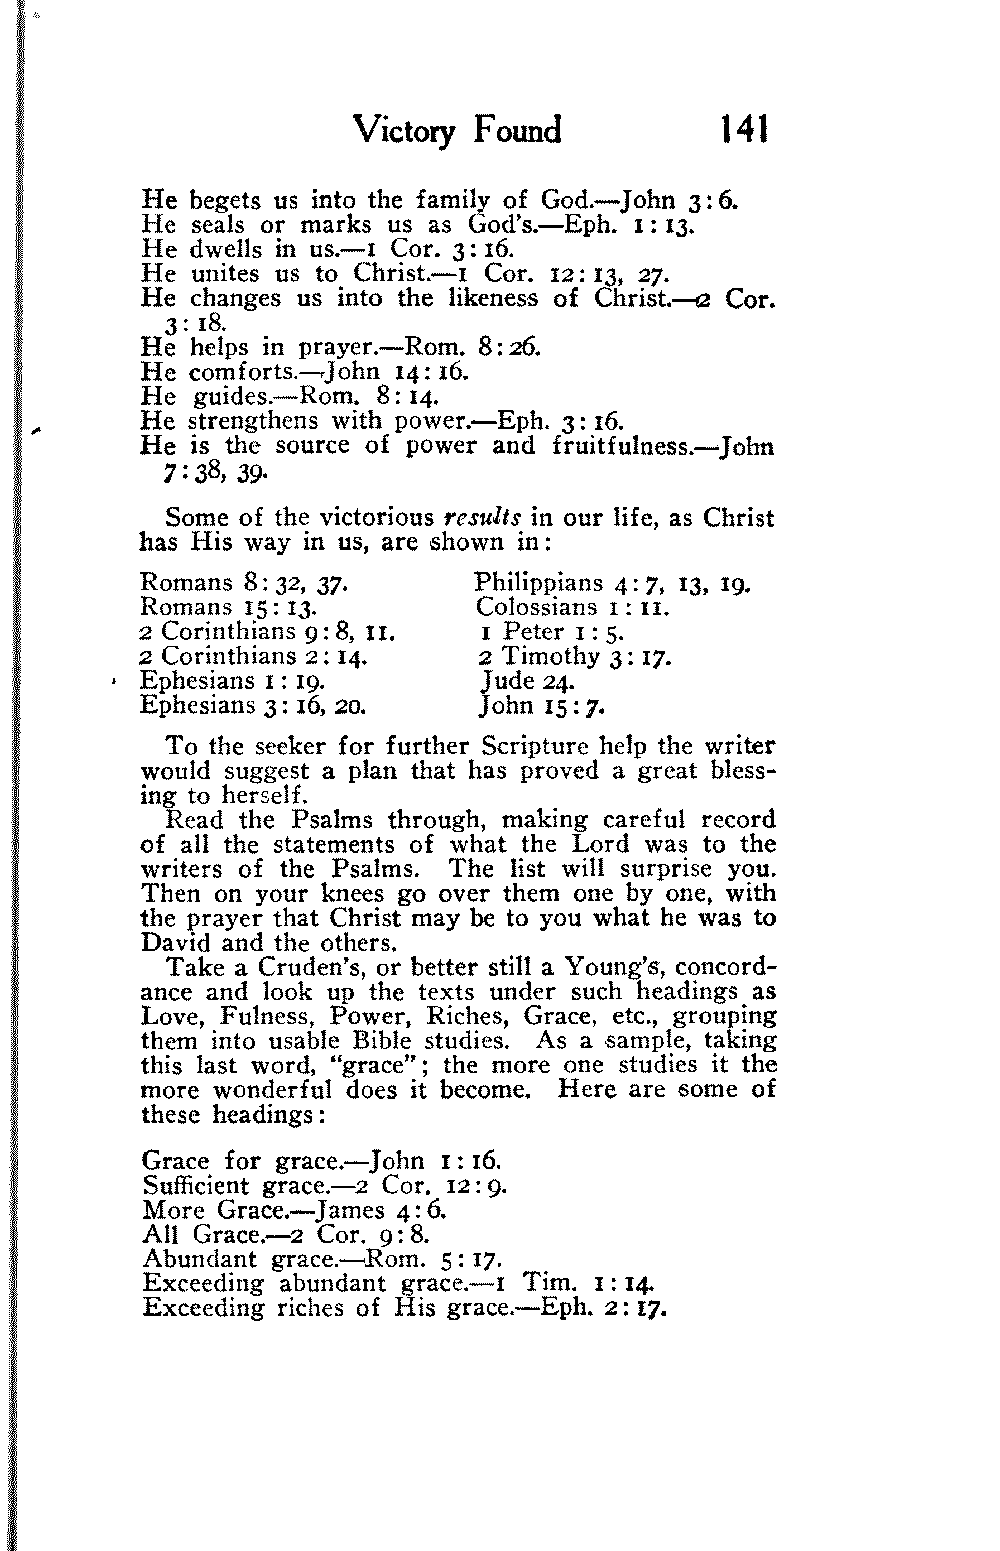 Victory Found 141
He begets us into the family of God.—John 3:6.
He seals or marks us as God's.—Eph. 1:13.
He dwells in us.—1 Cor. 3:16.
He unites us to Christ.—1 Cor. 12:13, 27.
He changes us into the likeness of Christ.—2 Cor.
3:18.
He helps in prayer.—Rom. 8:26.
He comforts.—John 14:16.
He guides.—Rom. 8:14.
He strengthens with power.—Eph. 3:16.
He is the source of power and fruitfulness.—John
7:38, 39.
Some of the victorious results in our life, as Christ
has His way in us, are shown in:
Romans 8:32, 37. Philippians 4:7, 13, 19.
Romans 15:13. Colossians 1:11.
2 Corinthians 9:8, 11. 1 Peter 1:5.
2 Corinthians 2:14. 2 Timothy 3:17.
Ephesians 1:19. Jude 24.
Ephesians 3:16, 20. John 15:7.
To the seeker for further Scripture help the writer
would suggest a plan that has proved a great bless-
ing to herself.
Read the Psalms through, making careful record
of all the statements of what the Lord was to the
writers of the Psalms. The list will surprise you.
Then on your knees go over them one by one, with
the prayer that Christ may be to you what he was to
David and the others.
Take a Cruden's, or better still a Young's, concord-
ance and look up the texts under such headings as
Love, Fulness, Power, Riches, Grace, etc., grouping
them into usable Bible studies. As a sample, taking
this last word, "grace"; the more one studies it the
more wonderful does it become. Here are some of
these headings:
Grace for grace.—John 1:16.
Sufficient grace.—2 Cor. 12:9.
More Grace.—James 4:6.
All Grace.—2 Cor. 9:8.
Abundant grace.—Rom. 5:17.
Exceeding abundant grace.—1 Tim. 1:14.
Exceeding riches of His grace.—Eph. 2:17.